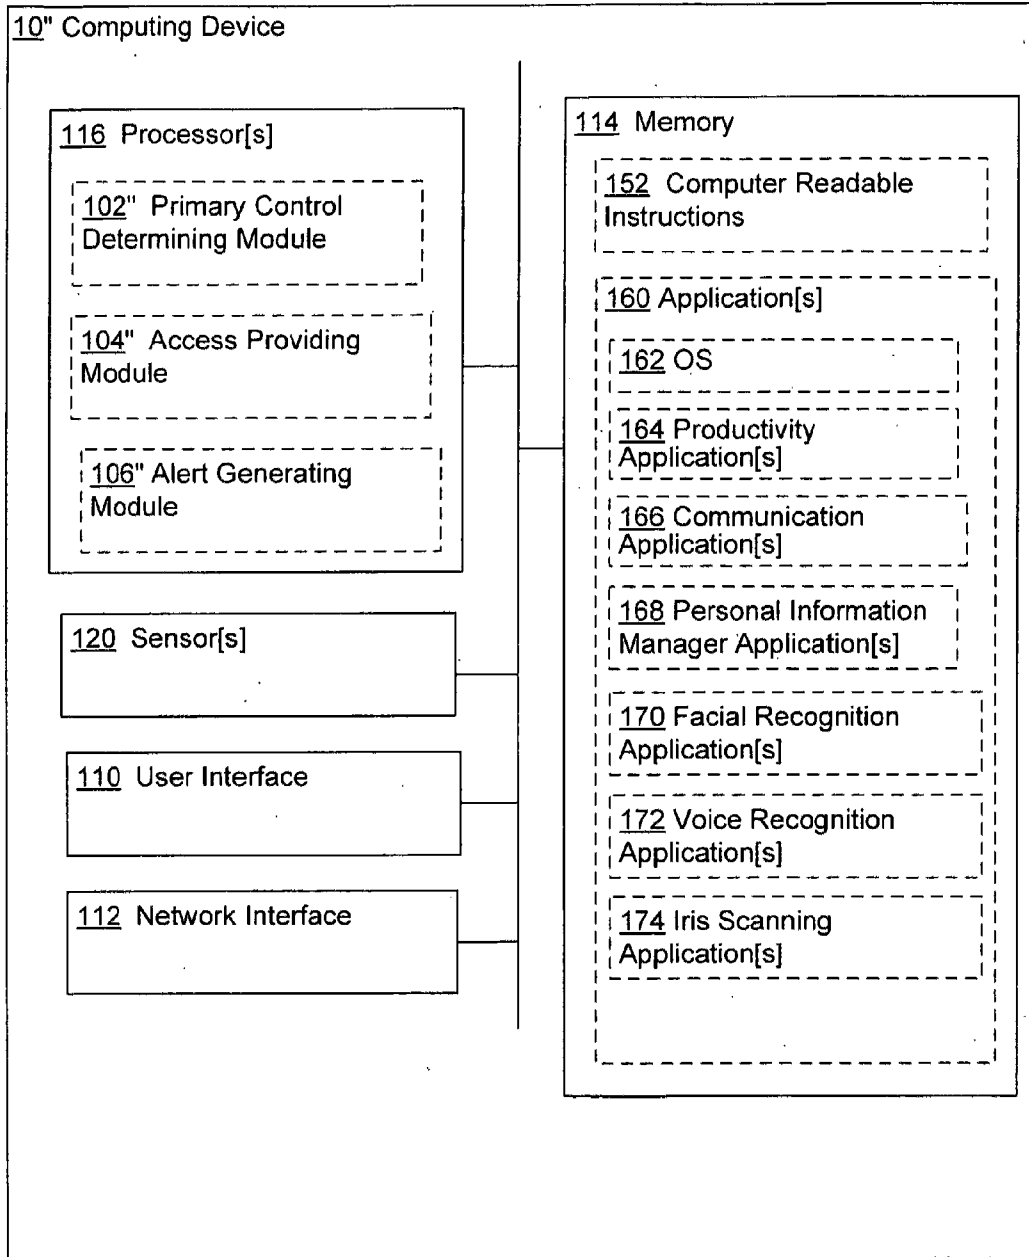 10" Computing Device
116 Processor[s]
102" Primary Control
Determining Module
104" Access Providing
Module
106" Alert Generating
Module
120 Sensor[s]
110 User Interface
112 Network Interface
114 Memory
152 Computer Readable
Instructions
160 Application[s]
162 OS
164 Productivity
Application[s]
166 Communication
Application[s]
168 Personal Information
Manager Application[s]
170 Facial Recognition
Application[s]
172 Voice Recognition
Application[s]
174 Iris Scanning
Application[s]